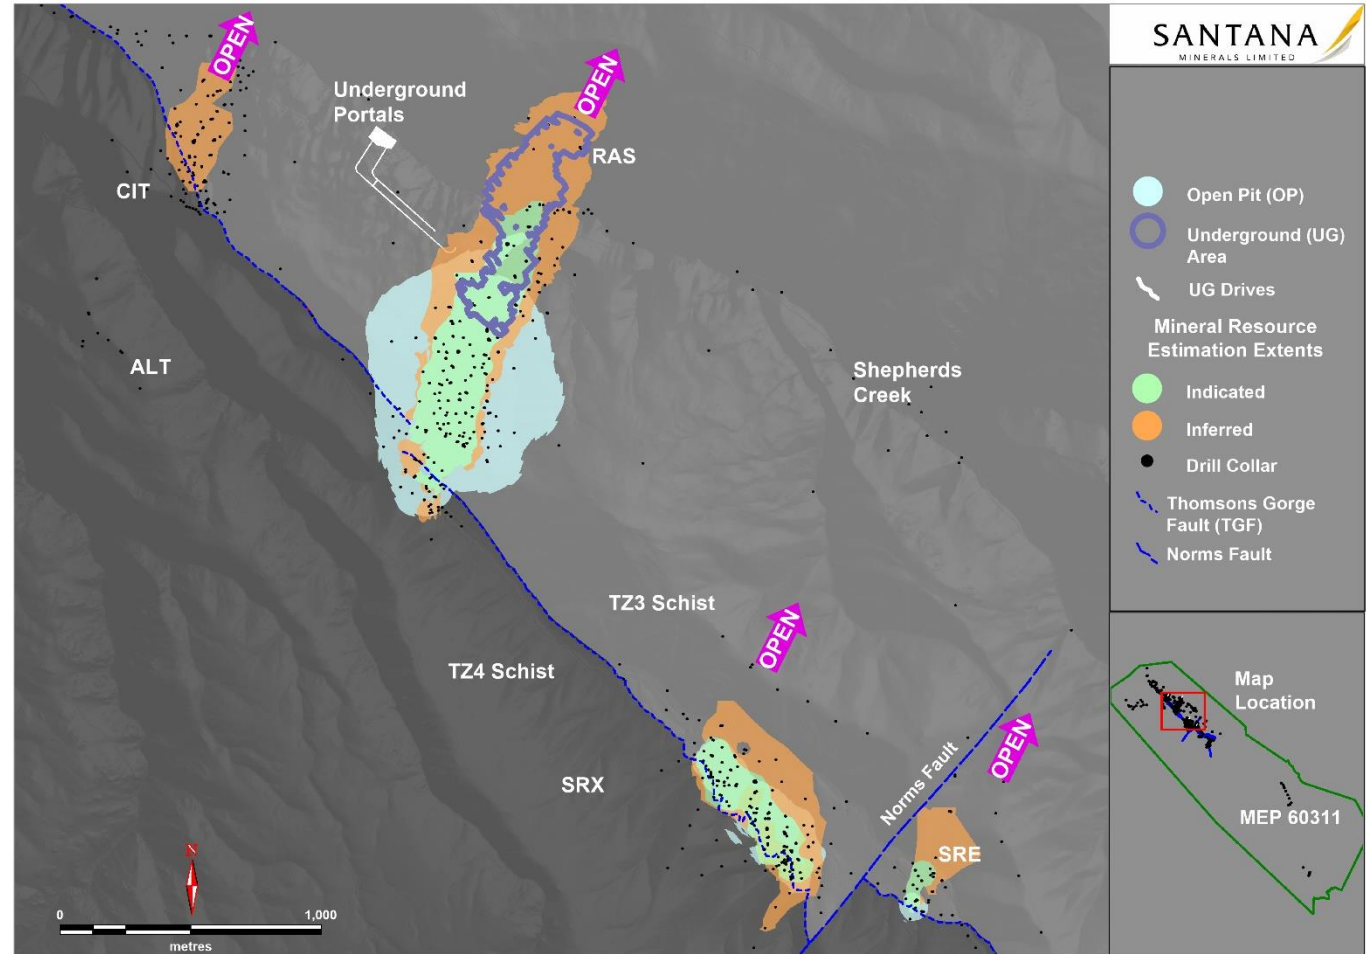 OPEN
Underground
Portals
OPEN
RAS
CIT
ALT
Shepherds
Creek
TZ3 Schist
OPEN
TZ4 Schist
OPEN
Norms Fault
SRX
SRE
N
0
1,000
metres
SANTANA
MINERALS LIMITED
Open Pit (OP)
Underground (UG)
Area
UG Drives
Mineral Resource
Estimation Extents
Indicated
Inferred
Drill Collar
Thomsons Gorge
Fault (TGF)
Norms Fault
Map
Location
MEP 60311